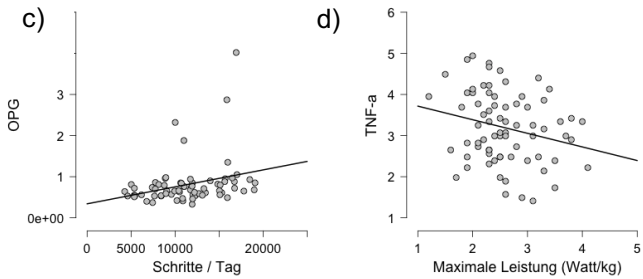 c)
OPG
3
2
1
0e+00
0
5000
10000
20000
Schritte / Tag
d)
TNF-a
6
5
4
3
2
1
1
2
3
4
5
Maximale Leistung (Watt/kg)